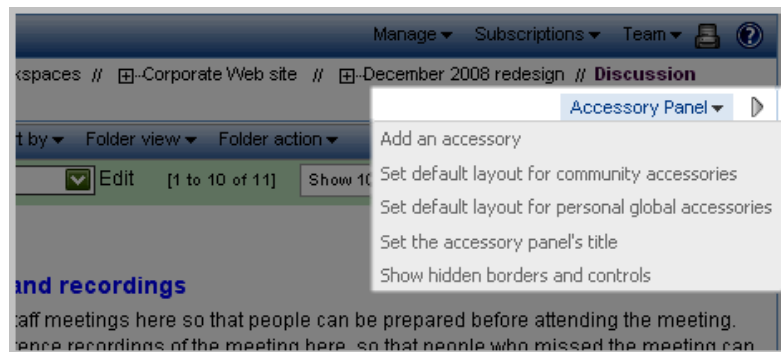 Manage Subscriptions Team
kspaces // Corporate Web site // December 2008 redesign // Discussion
Accessory Panel
t by Folder view Folder action
Add an accessory
Edit [1 to 10 of 11] Show 10
Set default layout for community accessories
Set default layout for personal global accessories
Set the accessory panel's title
Show hidden borders and controls
and recordings
taff meetings here so that people can be prepared before attending the meeting.
rence recordings of the meeting here, so that people who missed the meeting can